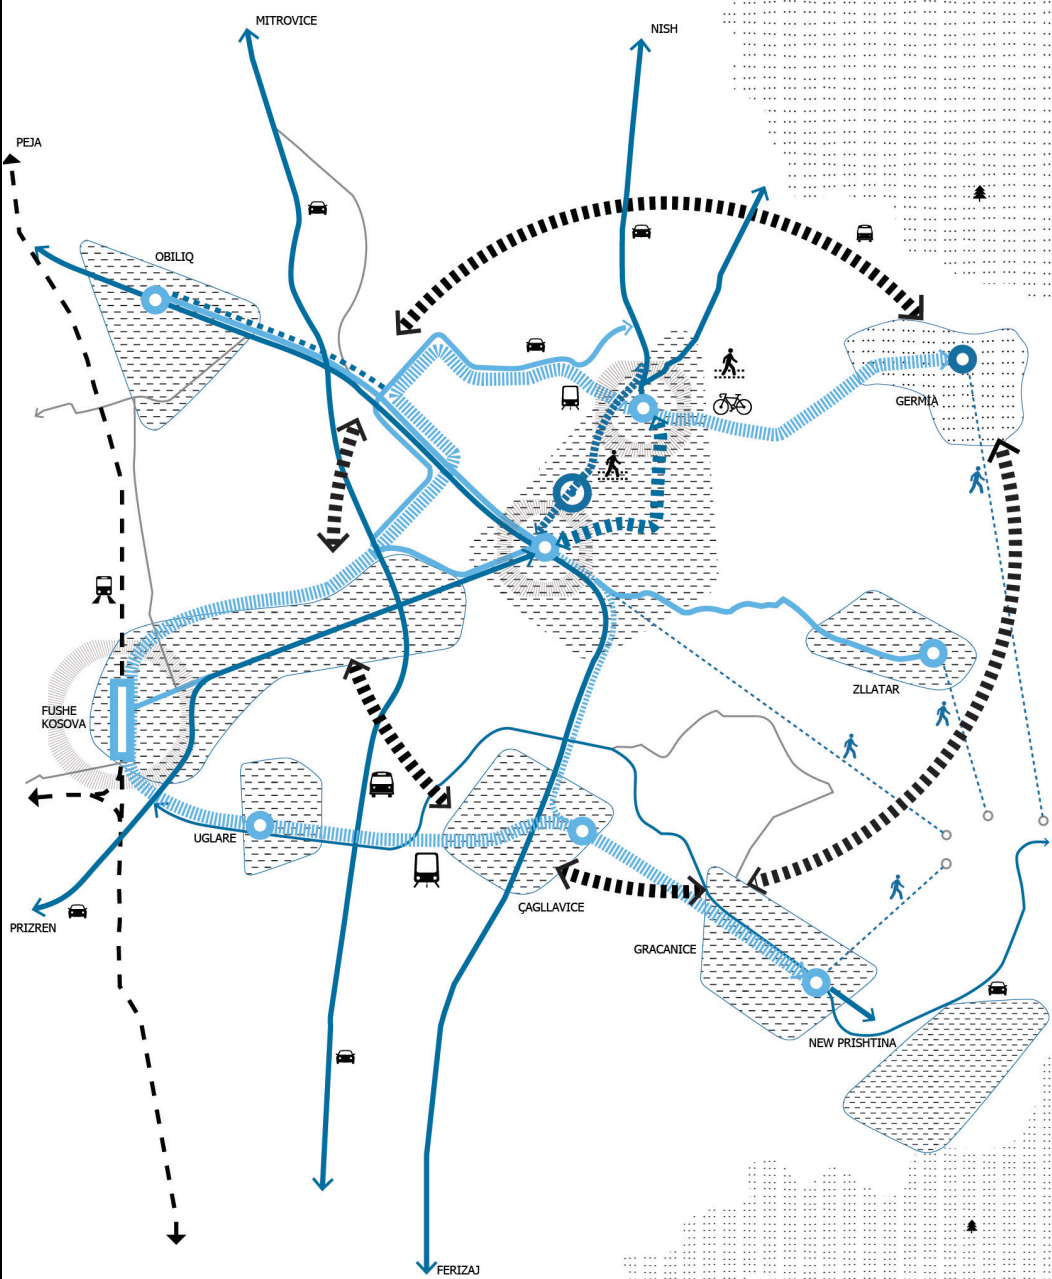 MITROVICE
NISH
PEJA
OBILIQ
GERMIA
ZLLATAR
FUSHE
KOSOVA
UGLARE
ÇAGLLAVICE
PRIZREN
GRACANICE
NEW PRISHTINA
FERIZAJ